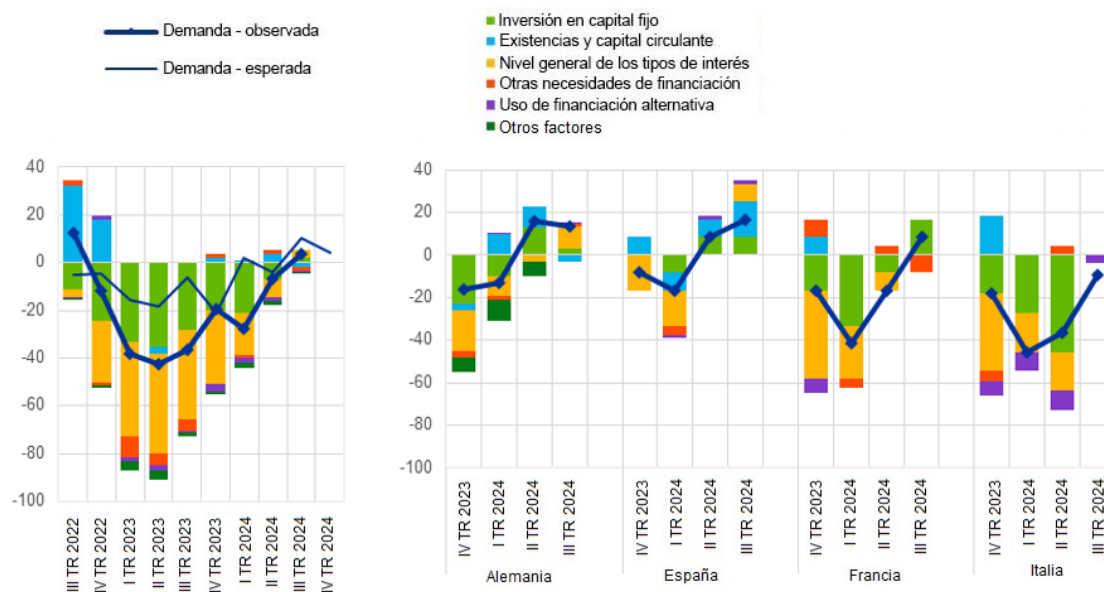 Demanda - observada
Demanda - esperada
Inversión en capital fijo
Existencias y capital circulante
Nivel general de los tipos de interés
Otras necesidades de financiación
Uso de financiación alternativa
Otros factores
40
20
0
-20
-40
-60
-80
-100
III TR 2022
IV TR 2022
I TR 2023
II TR 2023
III TR 2023
IV TR 2023
I TR 2024
II TR 2024
III TR 2024
IV TR 2024
40
20
0
-20
-40
-60
-80
-100
IV TR 2023
I TR 2024
II TR 2024
III TR 2024
IV TR 2023
I TR 2024
II TR 2024
III TR 2024
IV TR 2023
I TR 2024
II TR 2024
III TR 2024
IV TR 2023
I TR 2024
II TR 2024
III TR 2024
Alemania
España
Francia
Italia